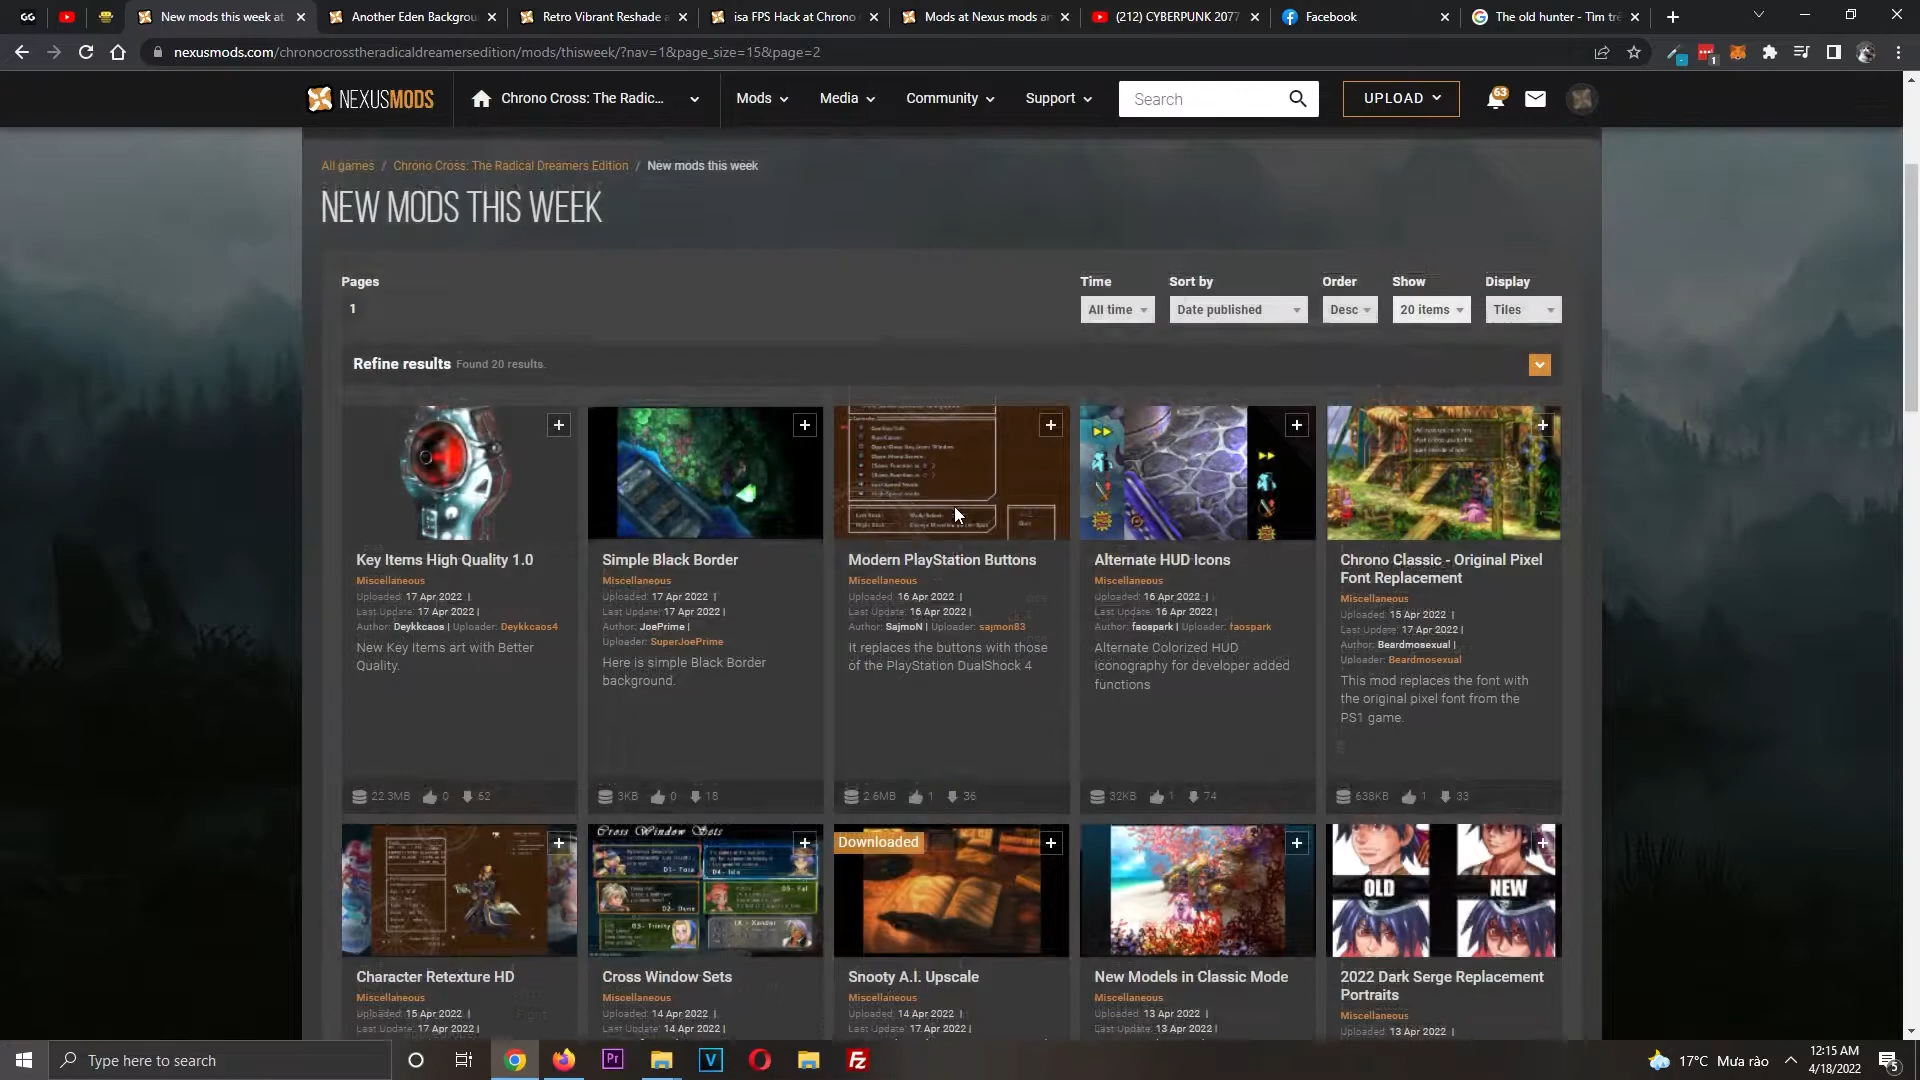 New mods this week at
Another Eden Backgrou
Retro Vibrant Reshade a
isa FPS Hack at Chrono
Mods at Nexus mods an
(212) CYBERPUNK 2077
Facebook
The old hunter - Tìm trê
nexusmods.com/chronocrosstheradicaldreamersedition/mods/thisweek/?nav=1&page_size=15&page=2
NEXUSMODS
Chrono Cross: The Radic...
Mods
Media
Community
Support
Search
UPLOAD
63
All games / Chrono Cross: The Radical Dreamers Edition / New mods this week
NEW MODS THIS WEEK
Pages
Time
Sort by
Order
Show
Display
1
All time
Date published
Desc
20 items
Tiles
Refine results Found 20 results.
Key Items High Quality 1.0
Miscellaneous
Uploaded: 17 Apr 2022 |
Last Update: 17 Apr 2022 |
Author: Deykkcaos | Uploader: Deykkcaos4
New Key Items art with Better
Quality.
22.3MB 0 62
Simple Black Border
Miscellaneous
Uploaded: 17 Apr 2022 |
Last Update: 17 Apr 2022 |
Author: JoePrime |
Uploader: SuperJoePrime
Here is simple Black Border
background.
3KB 0 18
Modern PlayStation Buttons
Miscellaneous
Uploaded: 16 Apr 2022 |
Last Update: 16 Apr 2022 |
Author: SajmoN | Uploader: sajmon83
It replaces the buttons with those
of the PlayStation DualShock 4
2.6MB 1 36
Alternate HUD Icons
Miscellaneous
Uploaded: 16 Apr 2022 |
Last Update: 16 Apr 2022 |
Author: faospark | Uploader: faospark
Alternate Colorized HUD
Iconography for developer added
functions
32KB 1 74
Chrono Classic - Original Pixel
Font Replacement
Miscellaneous
Uploaded: 15 Apr 2022 |
Last Update: 17 Apr 2022 |
Author: Beardmosexual |
Uploader: Beardmosexual
This mod replaces the font with
the original pixel font from the
PS1 game.
638KB 1 33
Character Retexture HD
Miscellaneous
Uploaded: 15 Apr 2022 |
Last Update: 17 Apr 2022 |
Cross Window Sets
Cross Window Sets
Miscellaneous
Uploaded: 14 Apr 2022 |
Last Update: 14 Apr 2022 |
Downloaded
Snooty A.I. Upscale
Miscellaneous
Uploaded: 14 Apr 2022 |
Last Update: 17 Apr 2022 |
New Models in Classic Mode
Miscellaneous
Uploaded: 13 Apr 2022 |
Last Update: 13 Apr 2022 |
OLD
NEW
2022 Dark Serge Replacement
Portraits
Miscellaneous
Uploaded: 13 Apr 2022 |
Type here to search
17°C Mưa rào
12:15 AM
4/18/2022
5